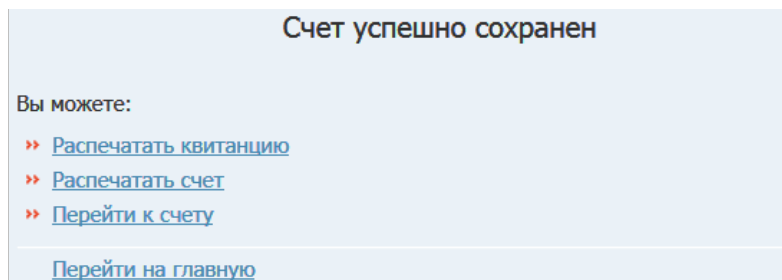 Счет успешно сохранен
Вы можете:
Распечатать квитанцию
Распечатать счет
Перейти к счету
Перейти на главную